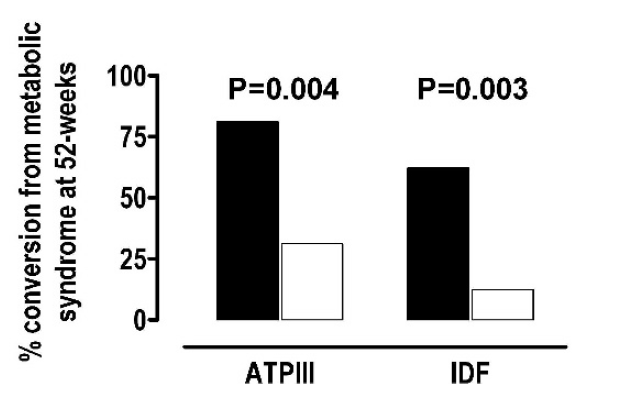 % conversion from metabolic
syndrome at 52-weeks
100
75
50
25
0
P=0.004
P=0.003
ATPIII
IDF